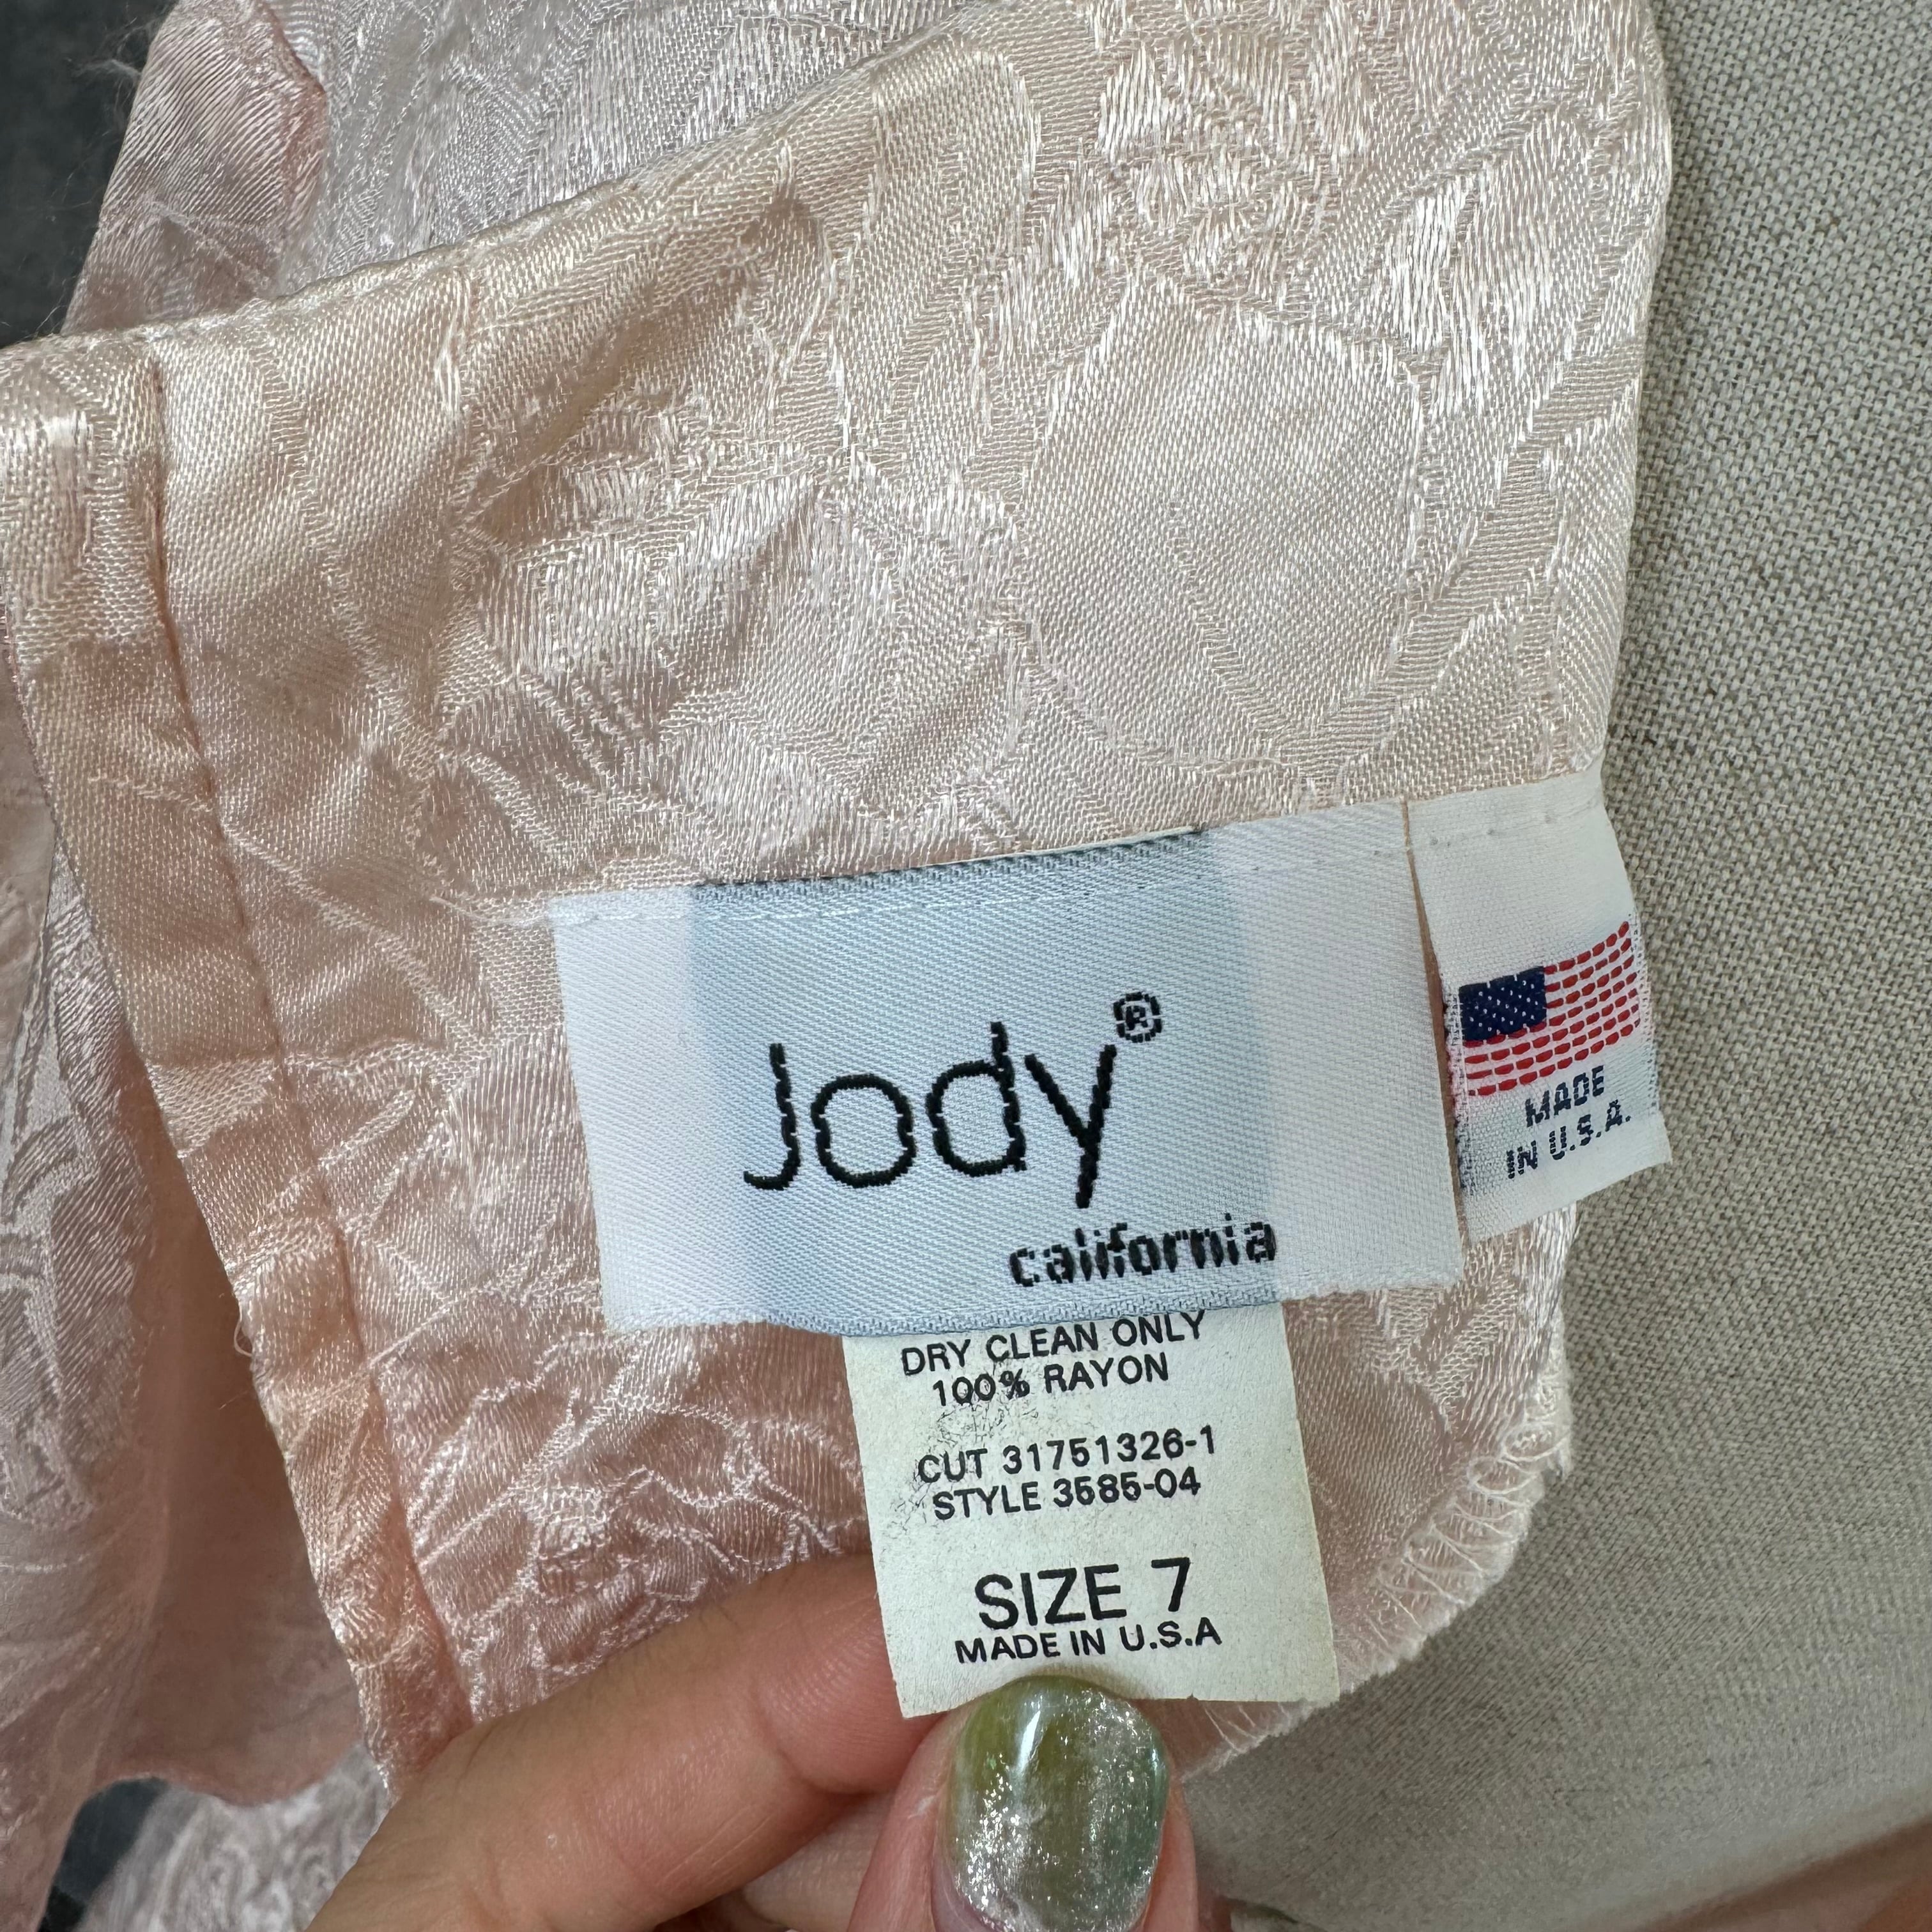 Jody®
california
MADE
IN U.S.A.
DRY CLEAN ONLY
100% RAYON
CUT 31751326-1
STYLE 3585-04
SIZE 7
MADE IN U.S.A